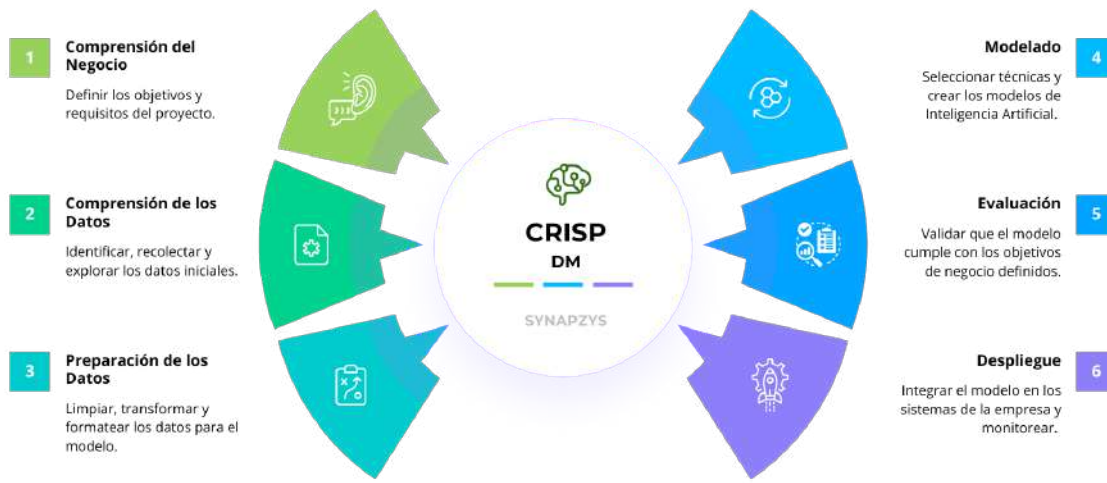 1
Comprensión del
Negocio
Definir los objetivos y
requisitos del proyecto.
2
Comprensión de los
Datos
Identificar, recolectar y
explorar los datos iniciales.
3
Preparación de los
Datos
Limpiar, transformar y
formatear los datos para el
modelo.
CRISP
DM
SYNAPZYS
Modelado
4
Seleccionar técnicas y
crear los modelos de
Inteligencia Artificial.
Evaluación
5
Validar que el modelo
cumple con los objetivos
de negocio definidos.
Despliegue
6
Integrar el modelo en los
sistemas de la empresa y
monitorear.